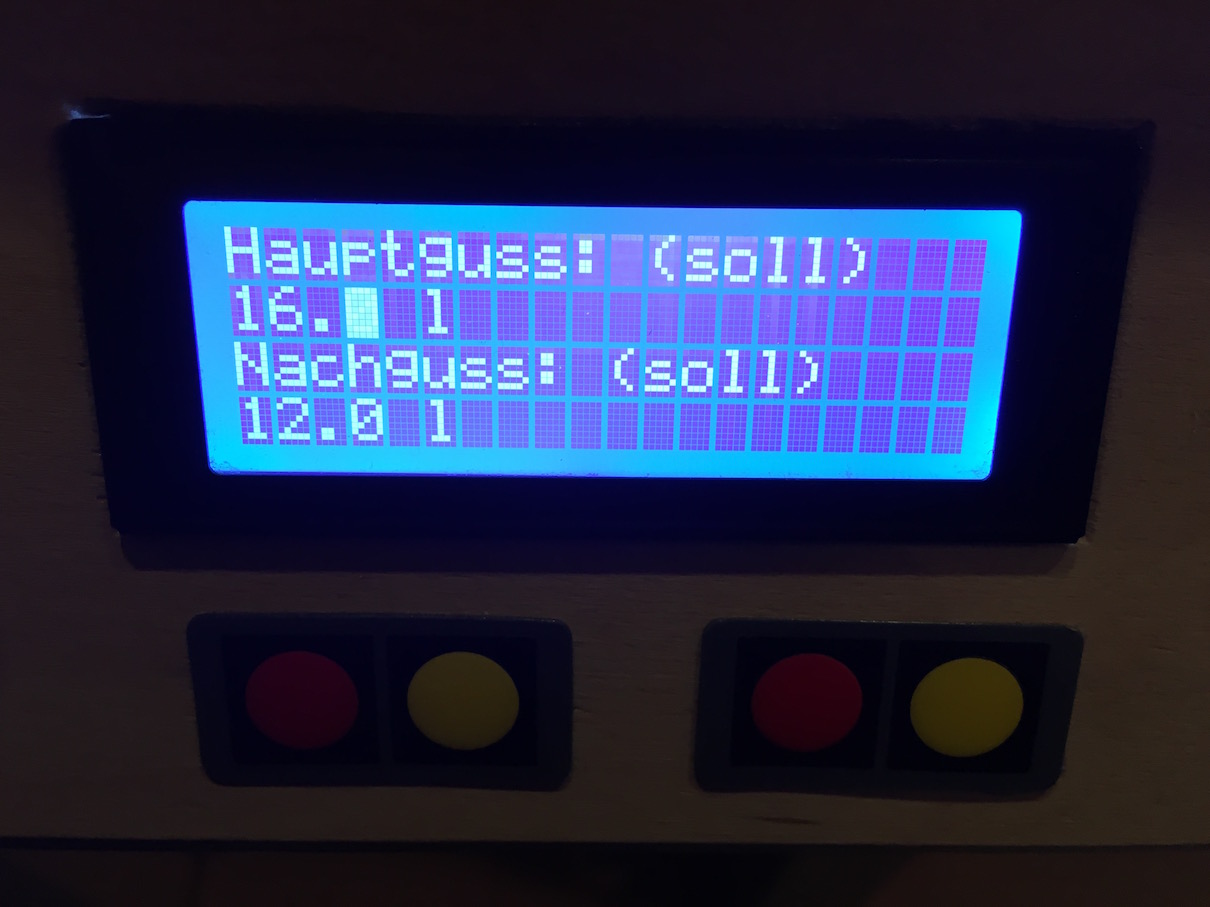 Hauptguss: (soll)
16. l
Nachguss: (soll)
12.0 l